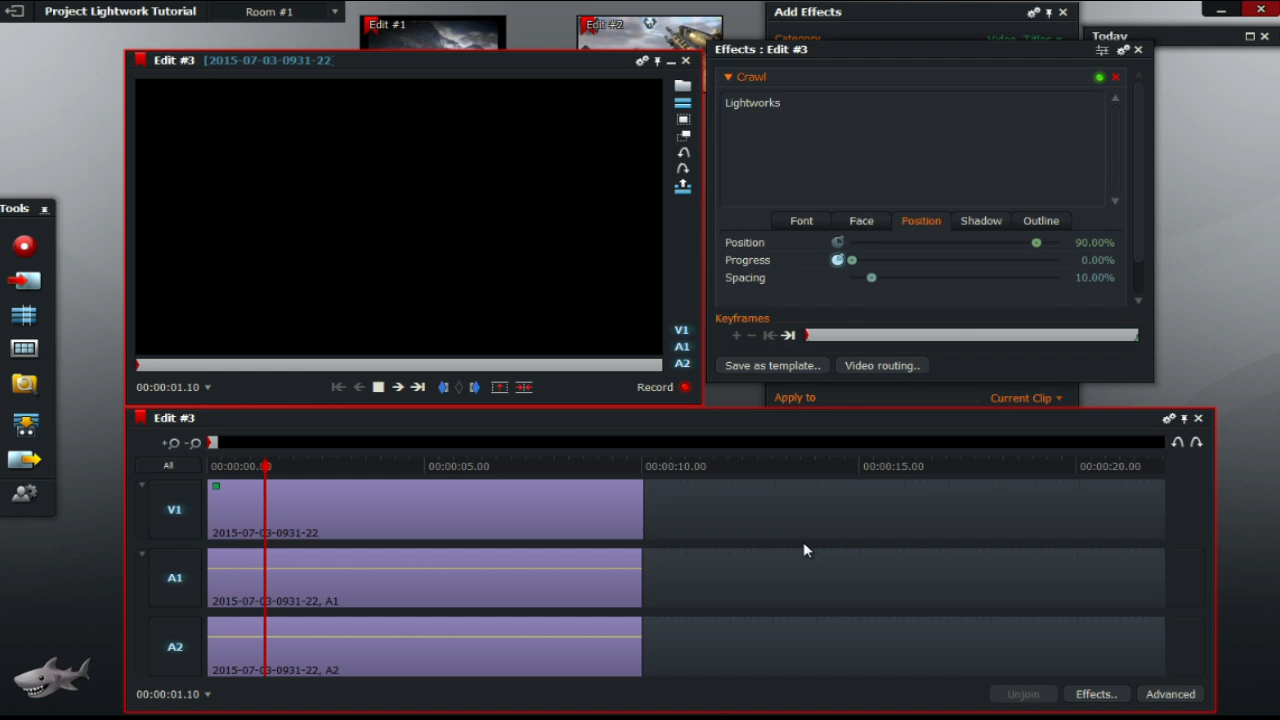 Project Lightwork Tutorial
Room #1
Edit #1
Edit #2
Add Effects
Category
Today
Edit #3 [2015-07-03-0931-22]
V1
A1
A2
00:00:01.10
Record
Effects : Edit #3
Crawl
Lightworks
Font Face Position Shadow Outline
Position 90.00%
Progress 0.00%
Spacing 10.00%
Keyframes
Save as template.. Video routing..
Apply to Current Clip
Tools
Edit #3
All 00:00:00.00 00:00:05.00 00:00:10.00 00:00:15.00 00:00:20.00
V1
2015-07-03-0931-22
A1
2015-07-03-0931-22, A1
A2
2015-07-03-0931-22, A2
00:00:01.10
Unjoin Effects.. Advanced